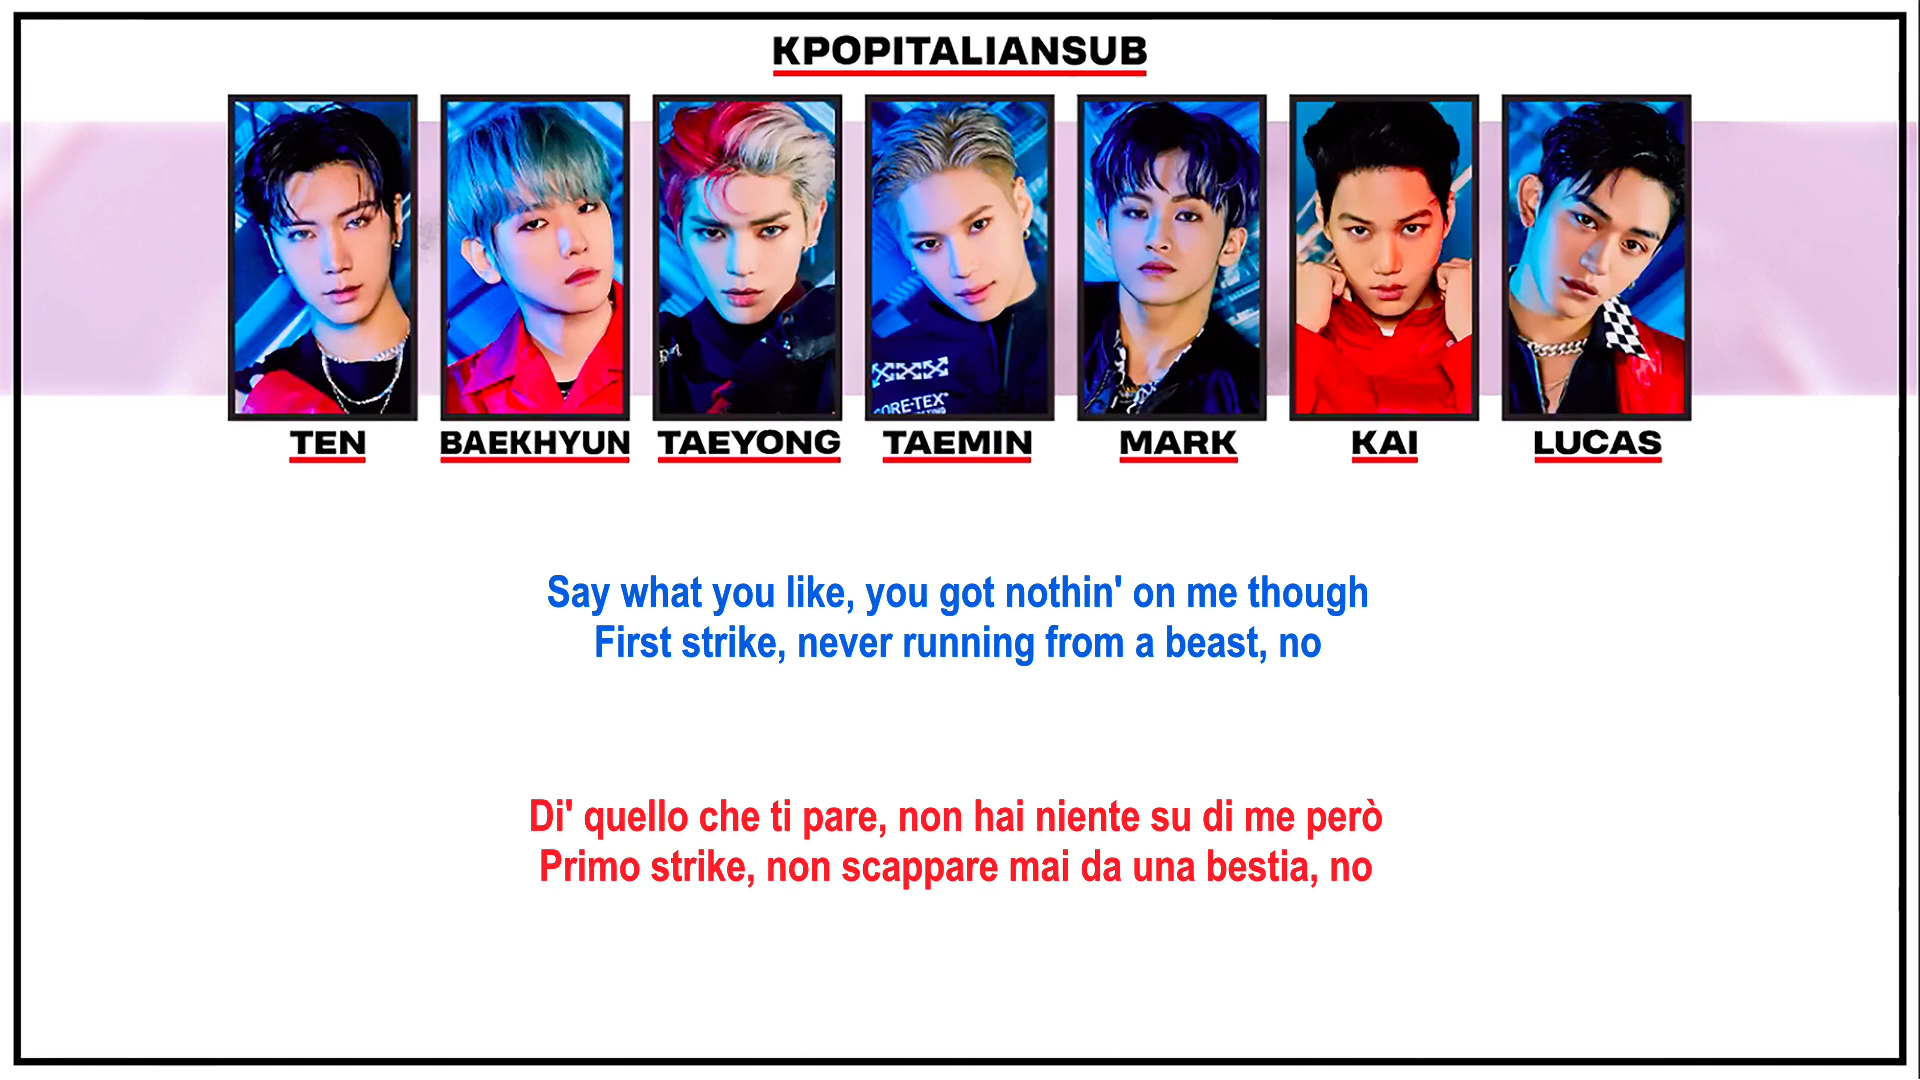 KPOPITALIANSUB
TEN BAEKHYUN TAEYONG TAEMIN MARK KAI LUCAS
Say what you like, you got nothin' on me though
First strike, never running from a beast, no
Di' quello che ti pare, non hai niente su di me però
Primo strike, non scappare mai da una bestia, no